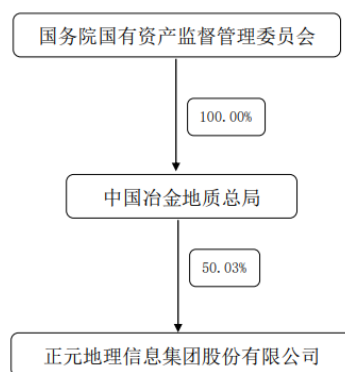 国务院国有资产监督管理委员会
100.00%
中国冶金地质总局
50.03%
正元地理信息集团股份有限公司